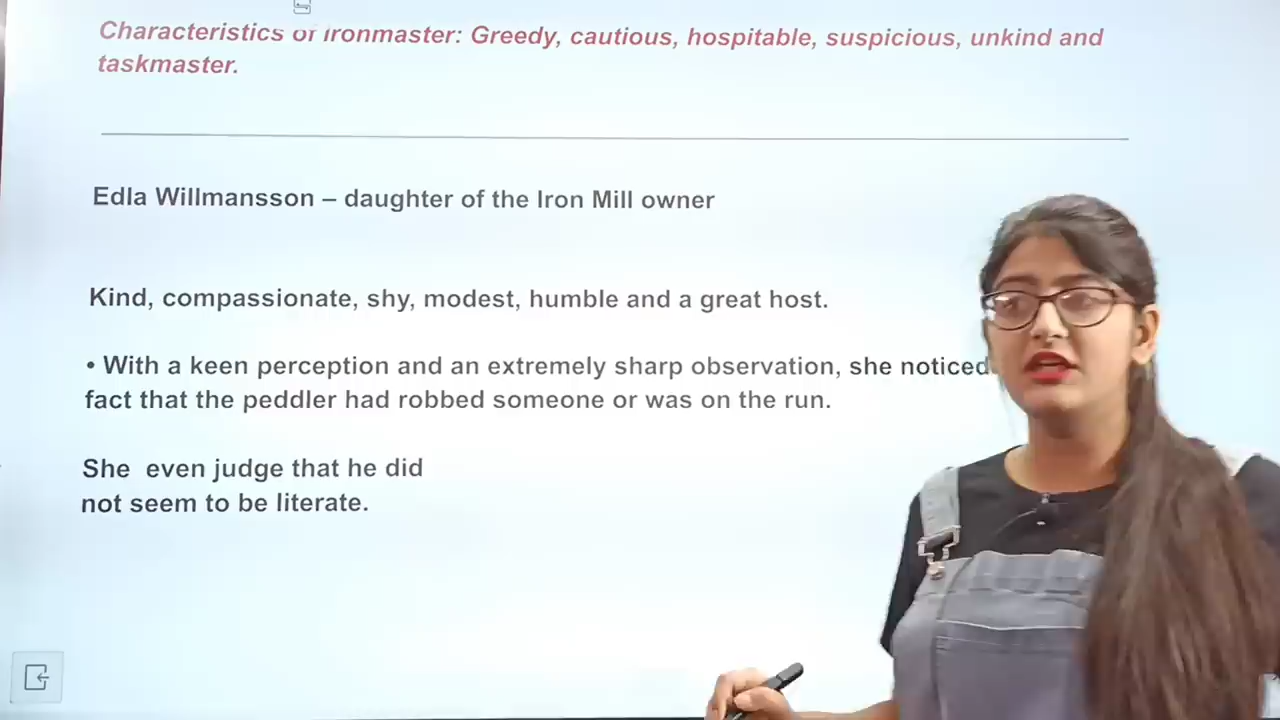 Characteristics of ironmaster: Greedy, cautious, hospitable, suspicious, unkind and
taskmaster.
Edla Willmansson – daughter of the Iron Mill owner
Kind, compassionate, shy, modest, humble and a great host.
• With a keen perception and an extremely sharp observation, she noticed
fact that the peddler had robbed someone or was on the run.
She even judge that he did
not seem to be literate.